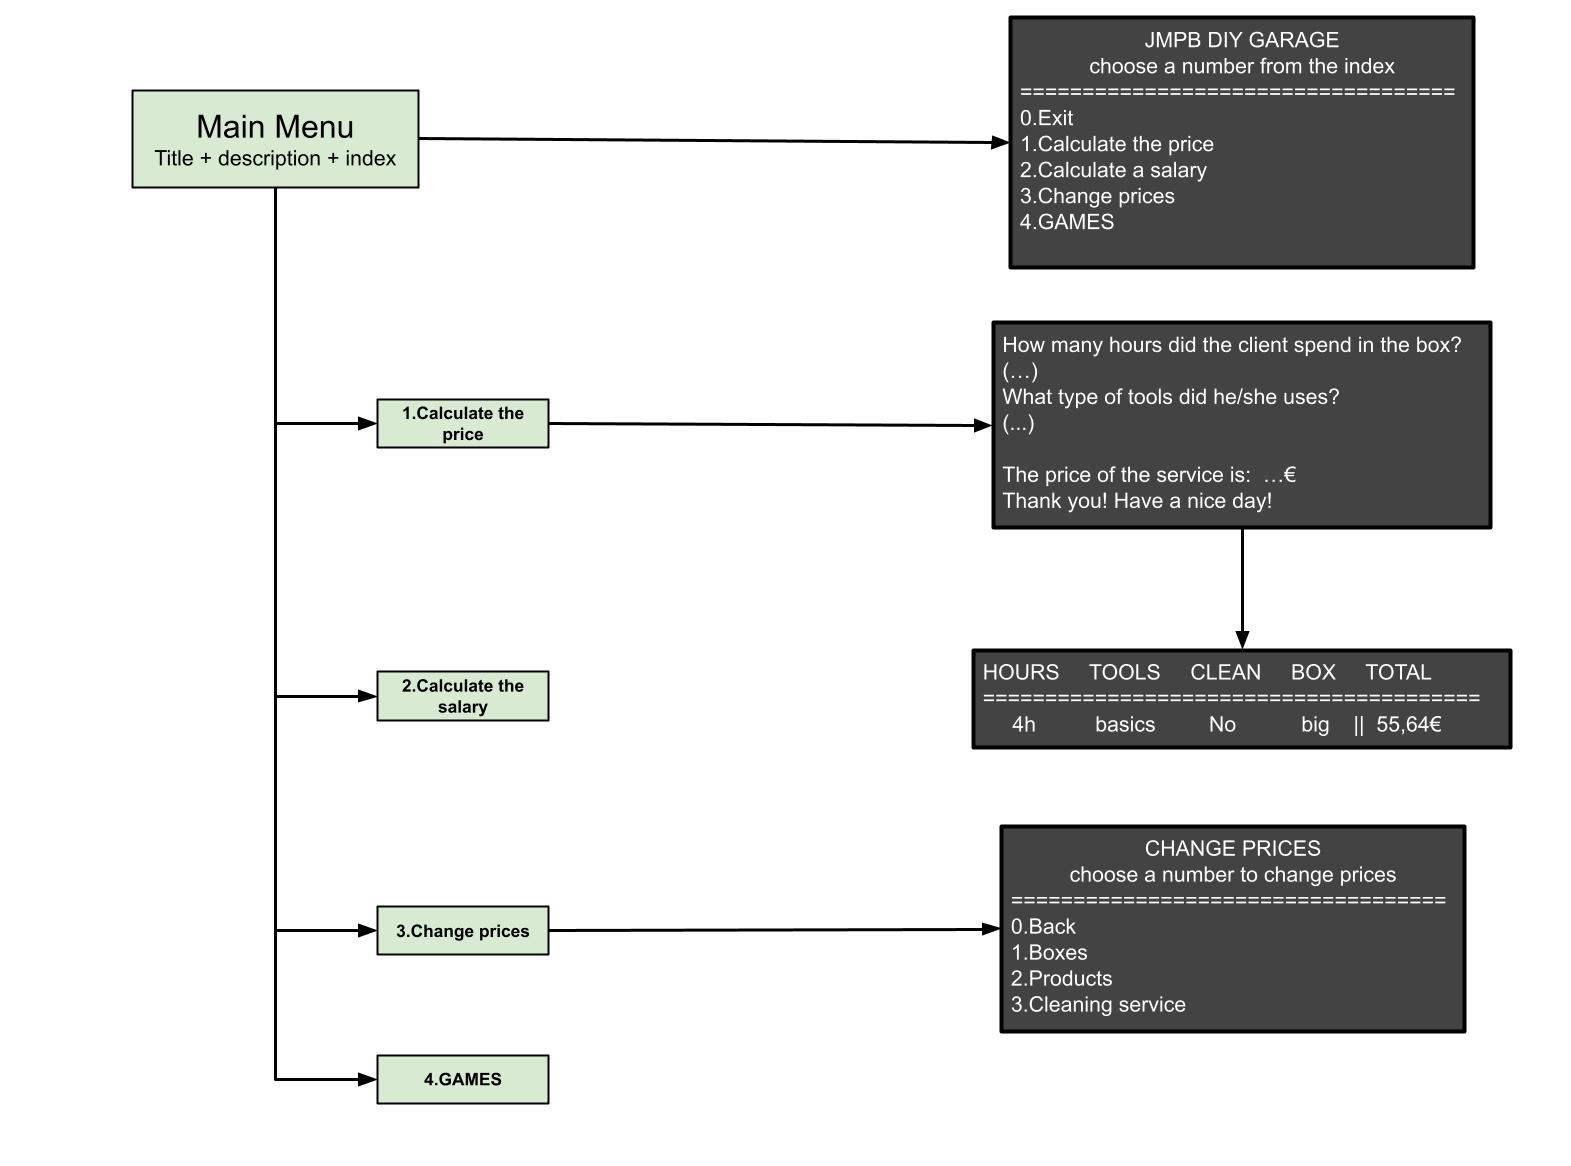 Main Menu
Title + description + index
JMPB DIY GARAGE
choose a number from the index
===================================
0.Exit
1.Calculate the price
2.Calculate a salary
3.Change prices
4.GAMES
1.Calculate the
price
How many hours did the client spend in the box?
(…)
What type of tools did he/she uses?
(...)
The price of the service is:  …€
Thank you! Have a nice day!
HOURS TOOLS CLEAN BOX TOTAL
========================================
4h basics No big || 55,64€
2.Calculate the
salary
3.Change prices
CHANGE PRICES
choose a number to change prices
===================================
0.Back
1.Boxes
2.Products
3.Cleaning service
4.GAMES